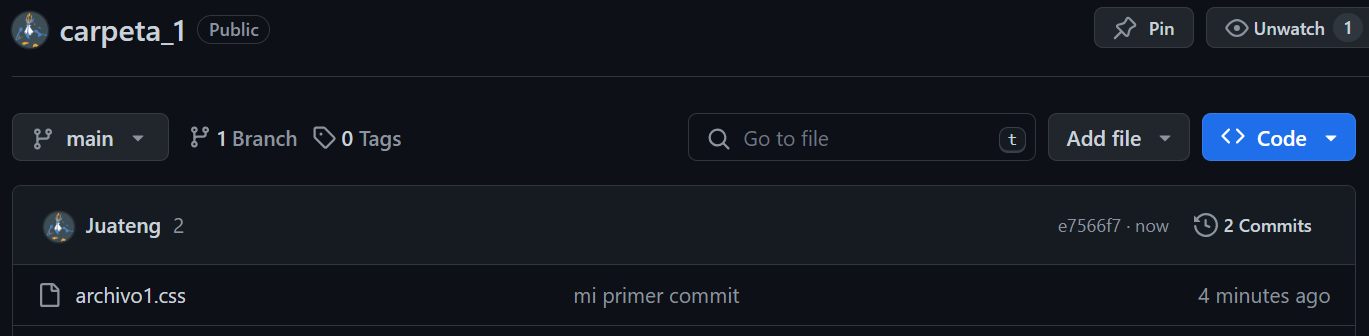 carpeta_1 Public Pin Unwatch 1
main 1 Branch 0 Tags Go to file t Add file Code
Juateng 2 e7566f7 · now 2 Commits
archivo1.css mi primer commit 4 minutes ago